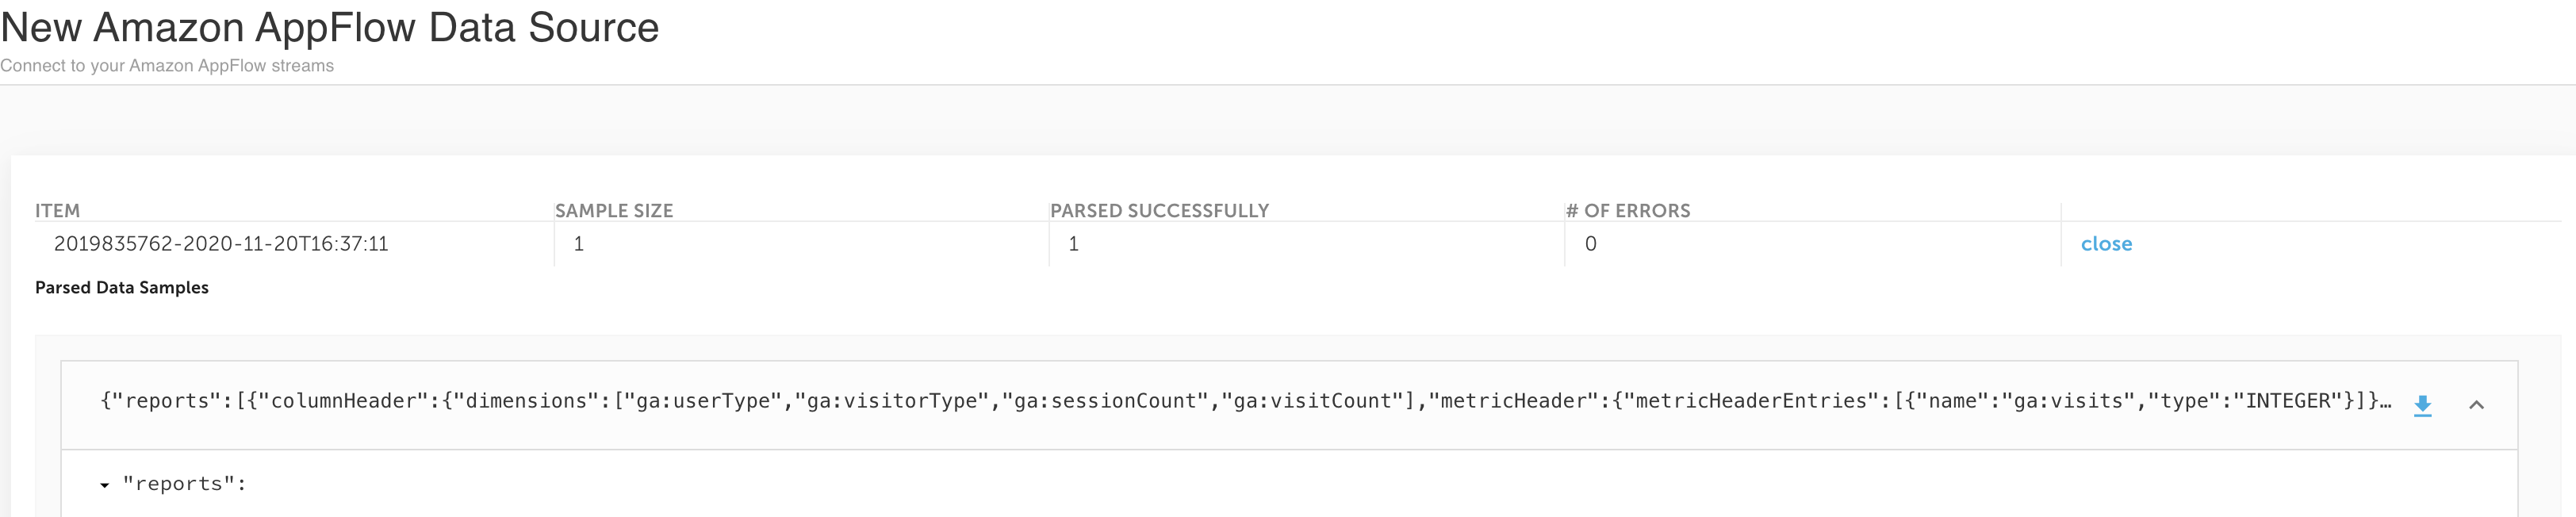 New Amazon AppFlow Data Source
Connect to your Amazon AppFlow streams
ITEM SAMPLE SIZE PARSED SUCCESSFULLY # OF ERRORS
2019835762-2020-11-20T16:37:11 1 1 0 close
Parsed Data Samples
{"reports":[{"columnHeader":{"dimensions":["ga:userType","ga:visitorType","ga:sessionCount","ga:visitCount"],"metricHeader":{"metricHeaderEntries":[{"name":"ga:visits","type":"INTEGER"}]}…
"reports":